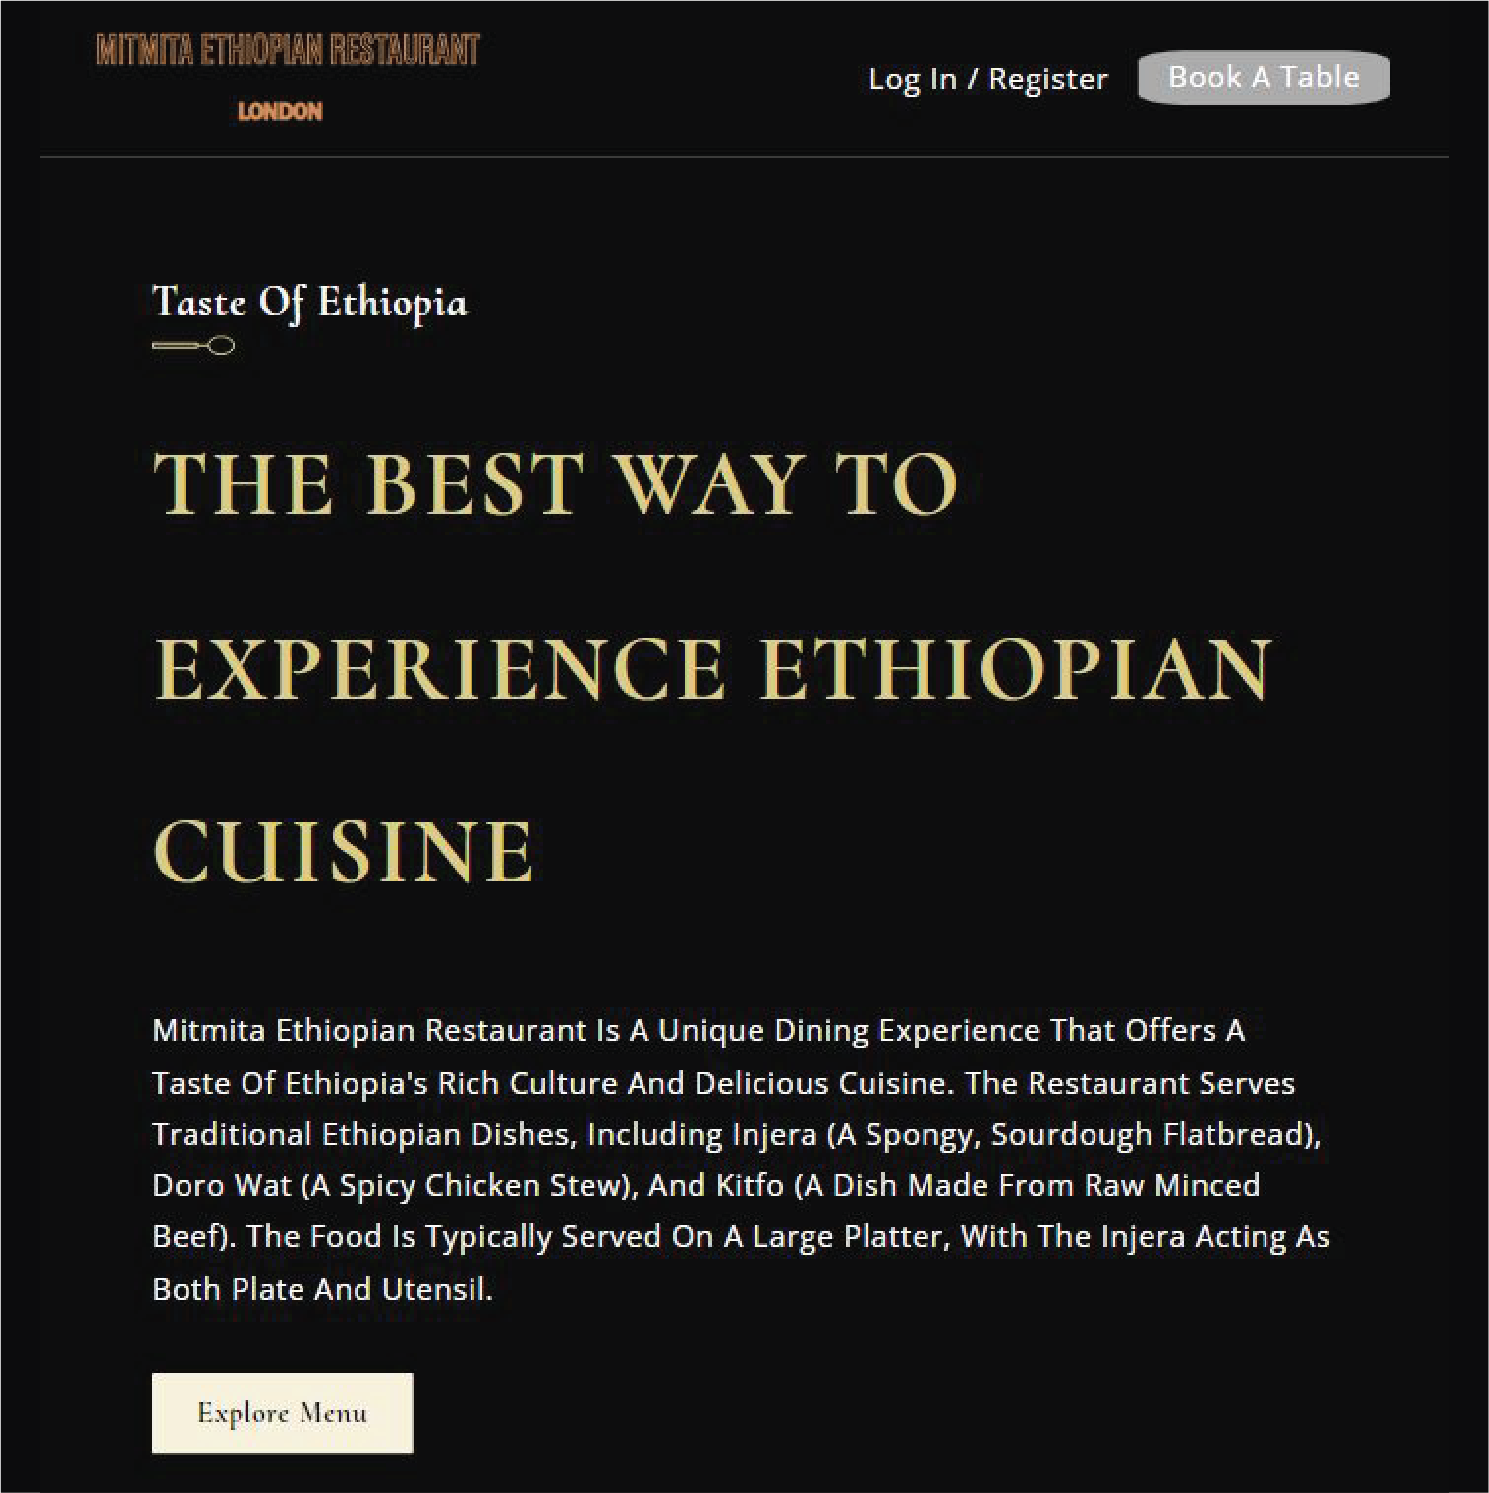 MITMITA ETHIOPIAN RESTAURANT
LONDON
Log In / Register
Book A Table
Taste Of Ethiopia
THE BEST WAY TO
EXPERIENCE ETHIOPIAN
CUISINE
Mitmita Ethiopian Restaurant Is A Unique Dining Experience That Offers A
Taste Of Ethiopia's Rich Culture And Delicious Cuisine. The Restaurant Serves
Traditional Ethiopian Dishes, Including Injera (A Spongy, Sourdough Flatbread),
Doro Wat (A Spicy Chicken Stew), And Kitfo (A Dish Made From Raw Minced
Beef). The Food Is Typically Served On A Large Platter, With The Injera Acting As
Both Plate And Utensil.
Explore Menu